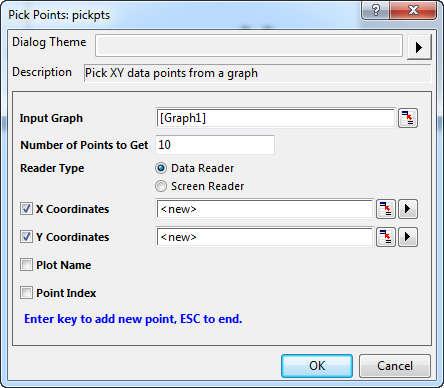 Pick Points: pickpts ?
Dialog Theme
Description Pick XY data points from a graph
Input Graph [Graph1]
Number of Points to Get 10
Reader Type Data Reader
Screen Reader
X Coordinates <new>
Y Coordinates <new>
Plot Name
Point Index
Enter key to add new point, ESC to end.
OK Cancel